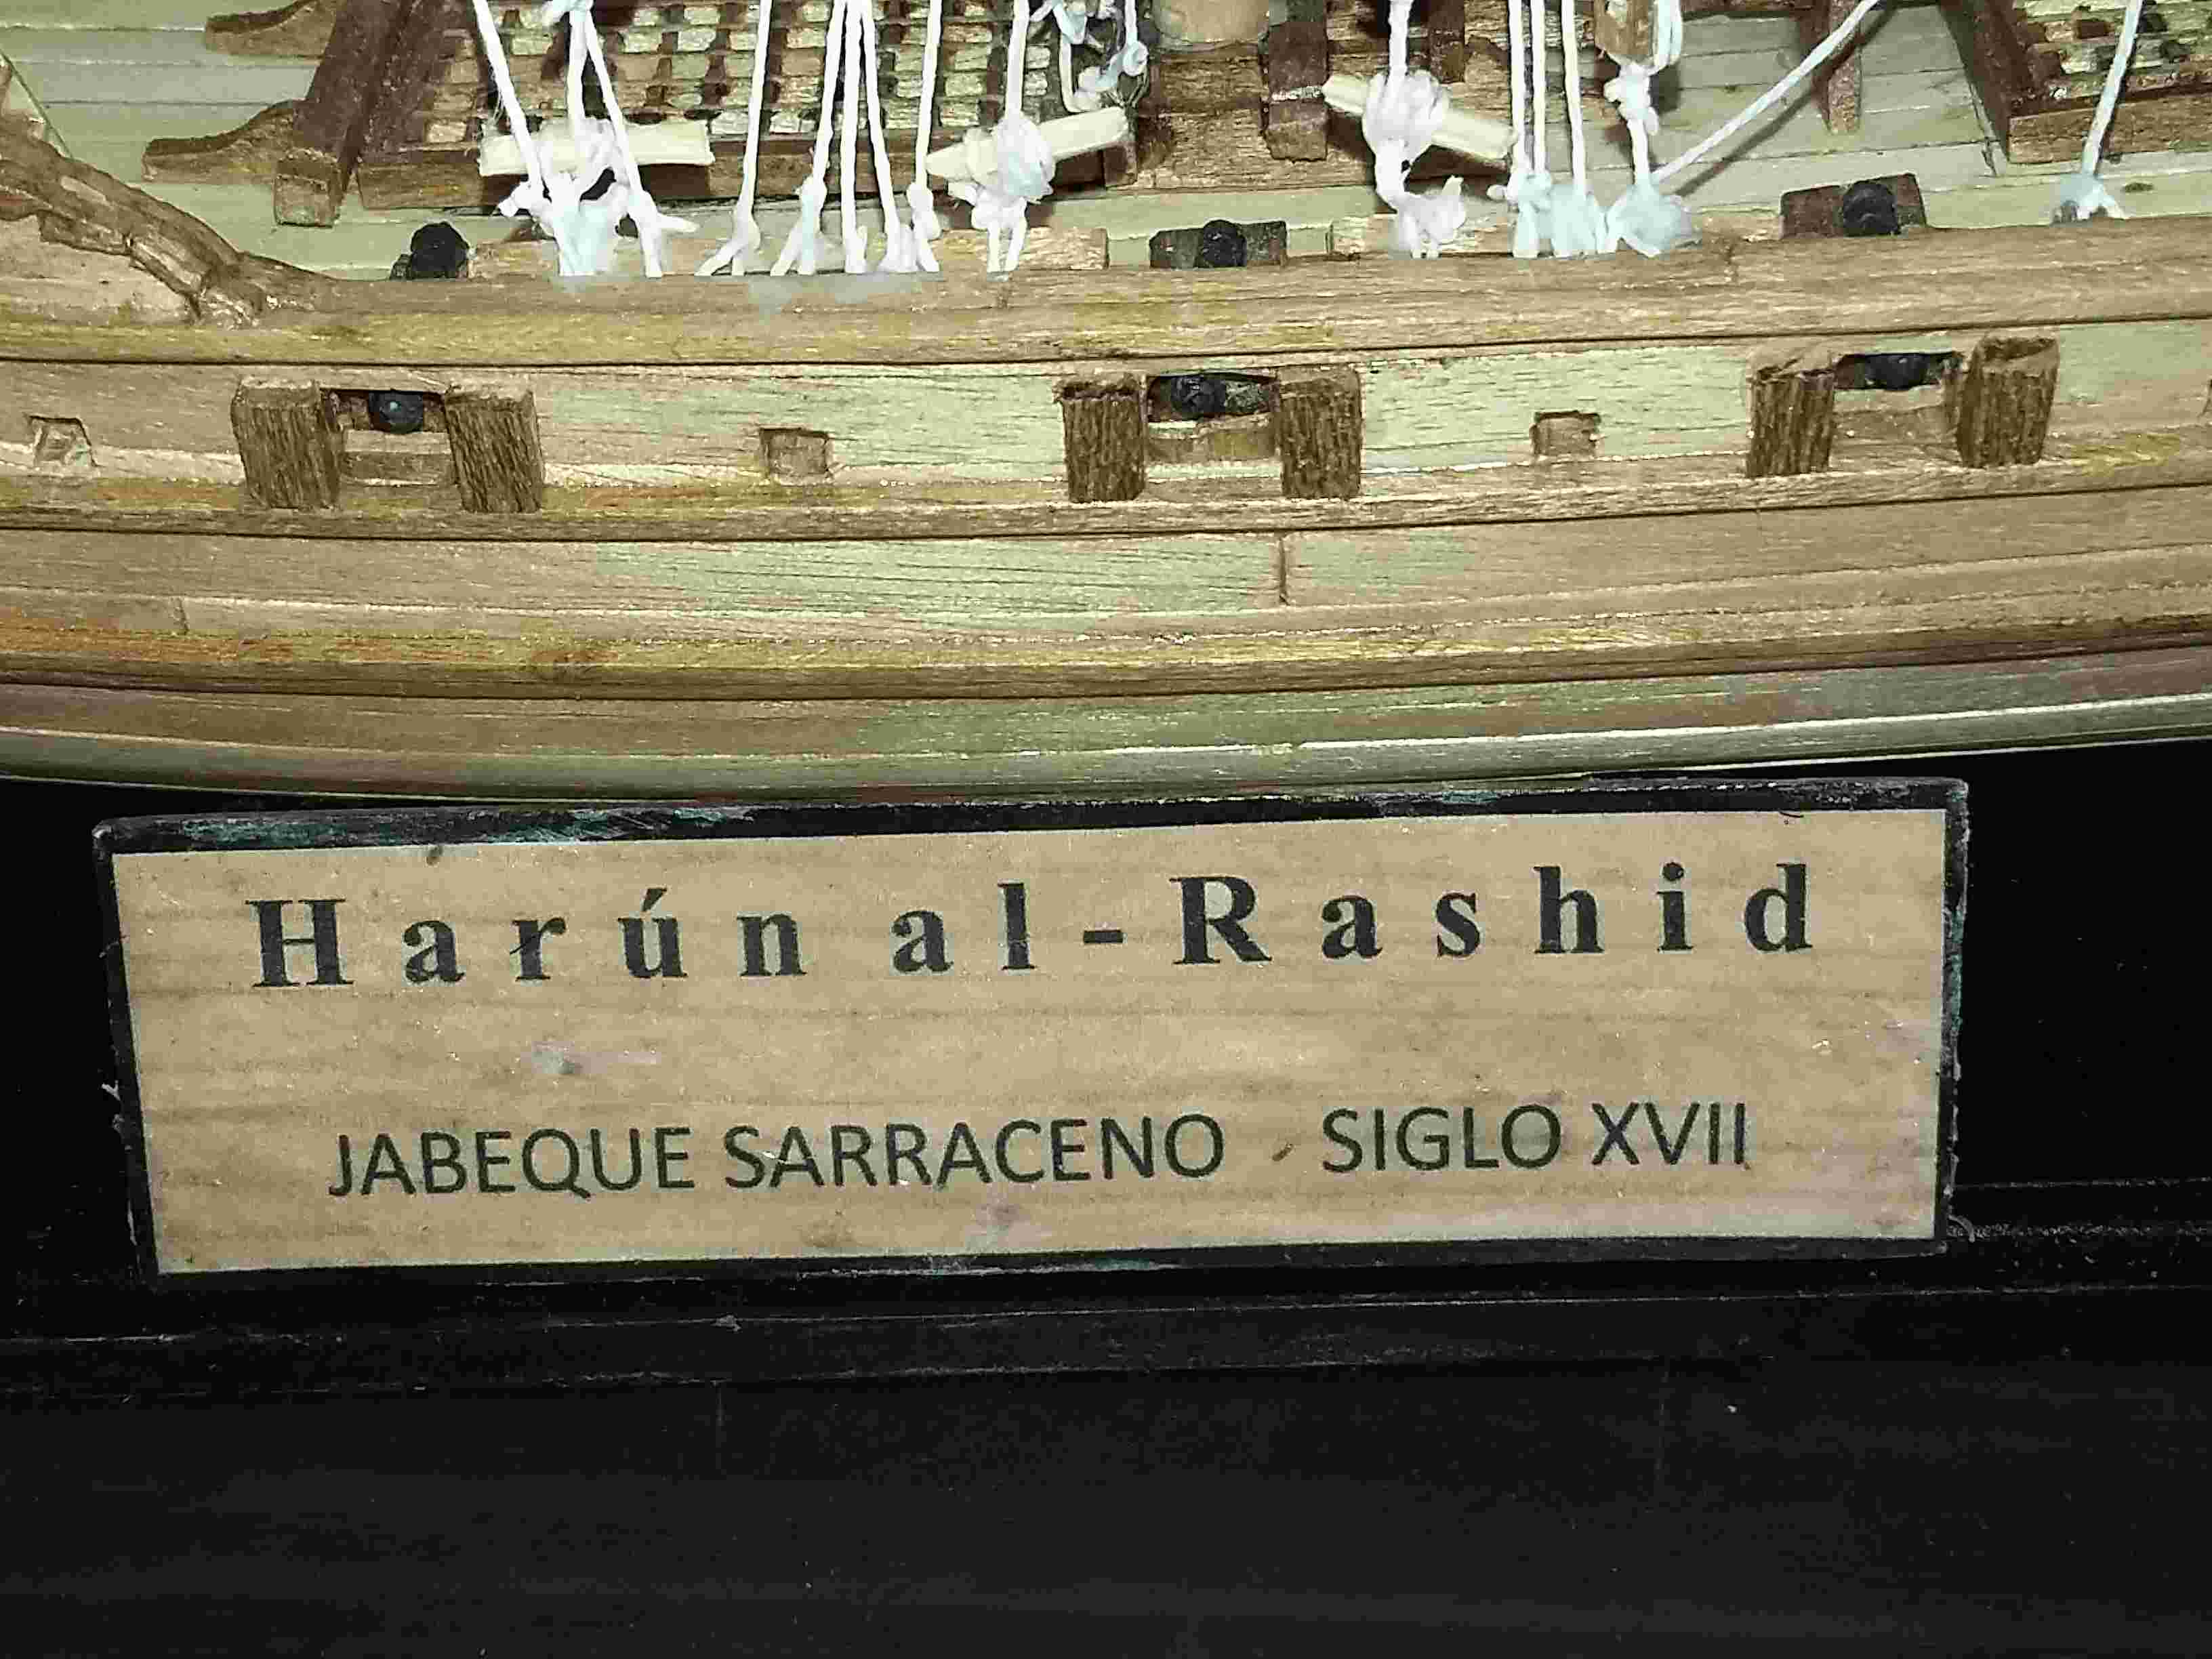 Harún al-Rashid
JABEQUE SARRACENO SIGLO XVII